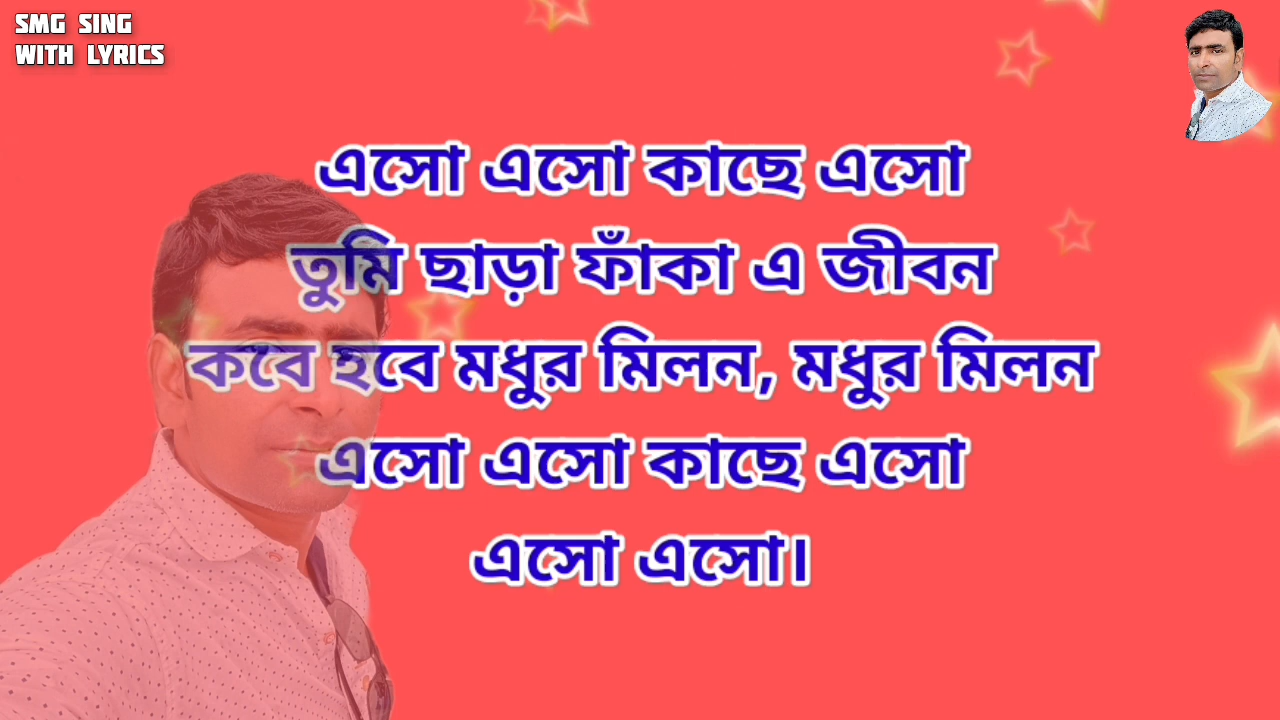 SMG SING
WITH LYRICS
এসো এসো কাছে এসো
তুমি ছাড়া ফাঁকা এ জীবন
কবে হবে মধুর মিলন, মধুর মিলন
এসো এসো কাছে এসো
এসো এসো।